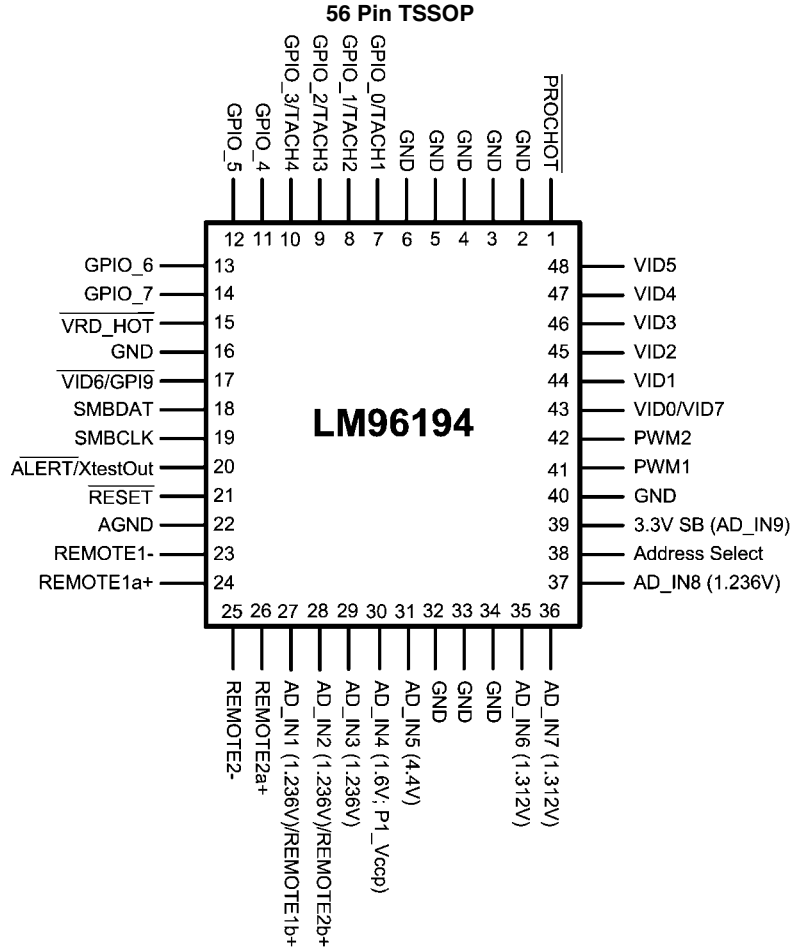 56 Pin TSSOP
GPIO_5
GPIO_4
GPIO_3/TACH4
GPIO_2/TACH3
GPIO_1/TACH2
GPIO_0/TACH1
GND
GND
GND
GND
GND
PROCHOT
12 11 10 9 8 7 6 5 4 3 2 1
GPIO_6 13
GPIO_7 14
VRD_HOT 15
GND 16
VID6/GPI9 17
SMBDAT 18
SMBCLK 19
ALERT/XtestOut 20
RESET 21
AGND 22
REMOTE1- 23
REMOTE1a+ 24
LM96194
48 VID5
47 VID4
46 VID3
45 VID2
44 VID1
43 VID0/VID7
42 PWM2
41 PWM1
40 GND
39 3.3V SB (AD_IN9)
38 Address Select
37 AD_IN8 (1.236V)
25 26 27 28 29 30 31 32 33 34 35 36
REMOTE2-
REMOTE2a+
AD_IN1 (1.236V)/REMOTE1b+
AD_IN2 (1.236V)/REMOTE2b+
AD_IN3 (1.236V)
AD_IN4 (1.6V; P1_Vccp)
AD_IN5 (4.4V)
GND
GND
GND
AD_IN6 (1.312V)
AD_IN7 (1.312V)